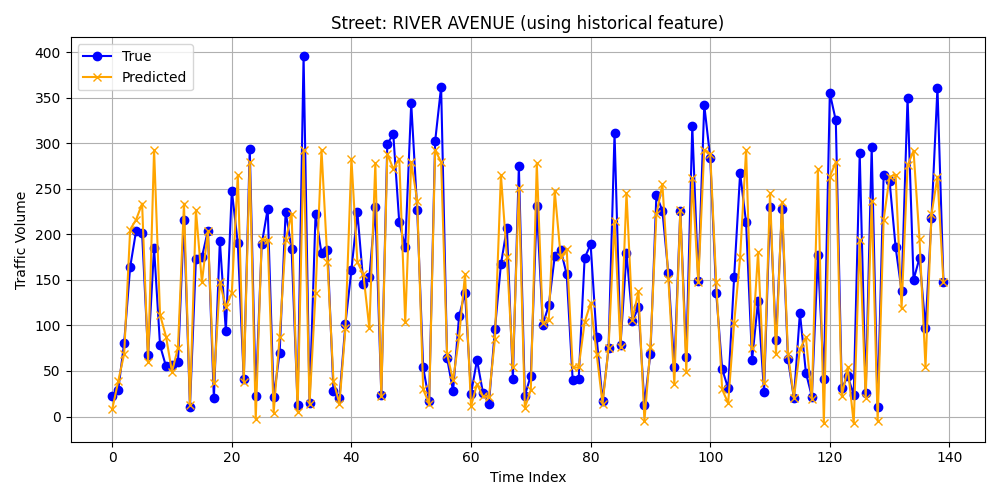 Street: RIVER AVENUE (using historical feature)
True
Predicted
Traffic Volume
400
350
300
250
200
150
100
50
0
0 20 40 60 80 100 120 140
Time Index